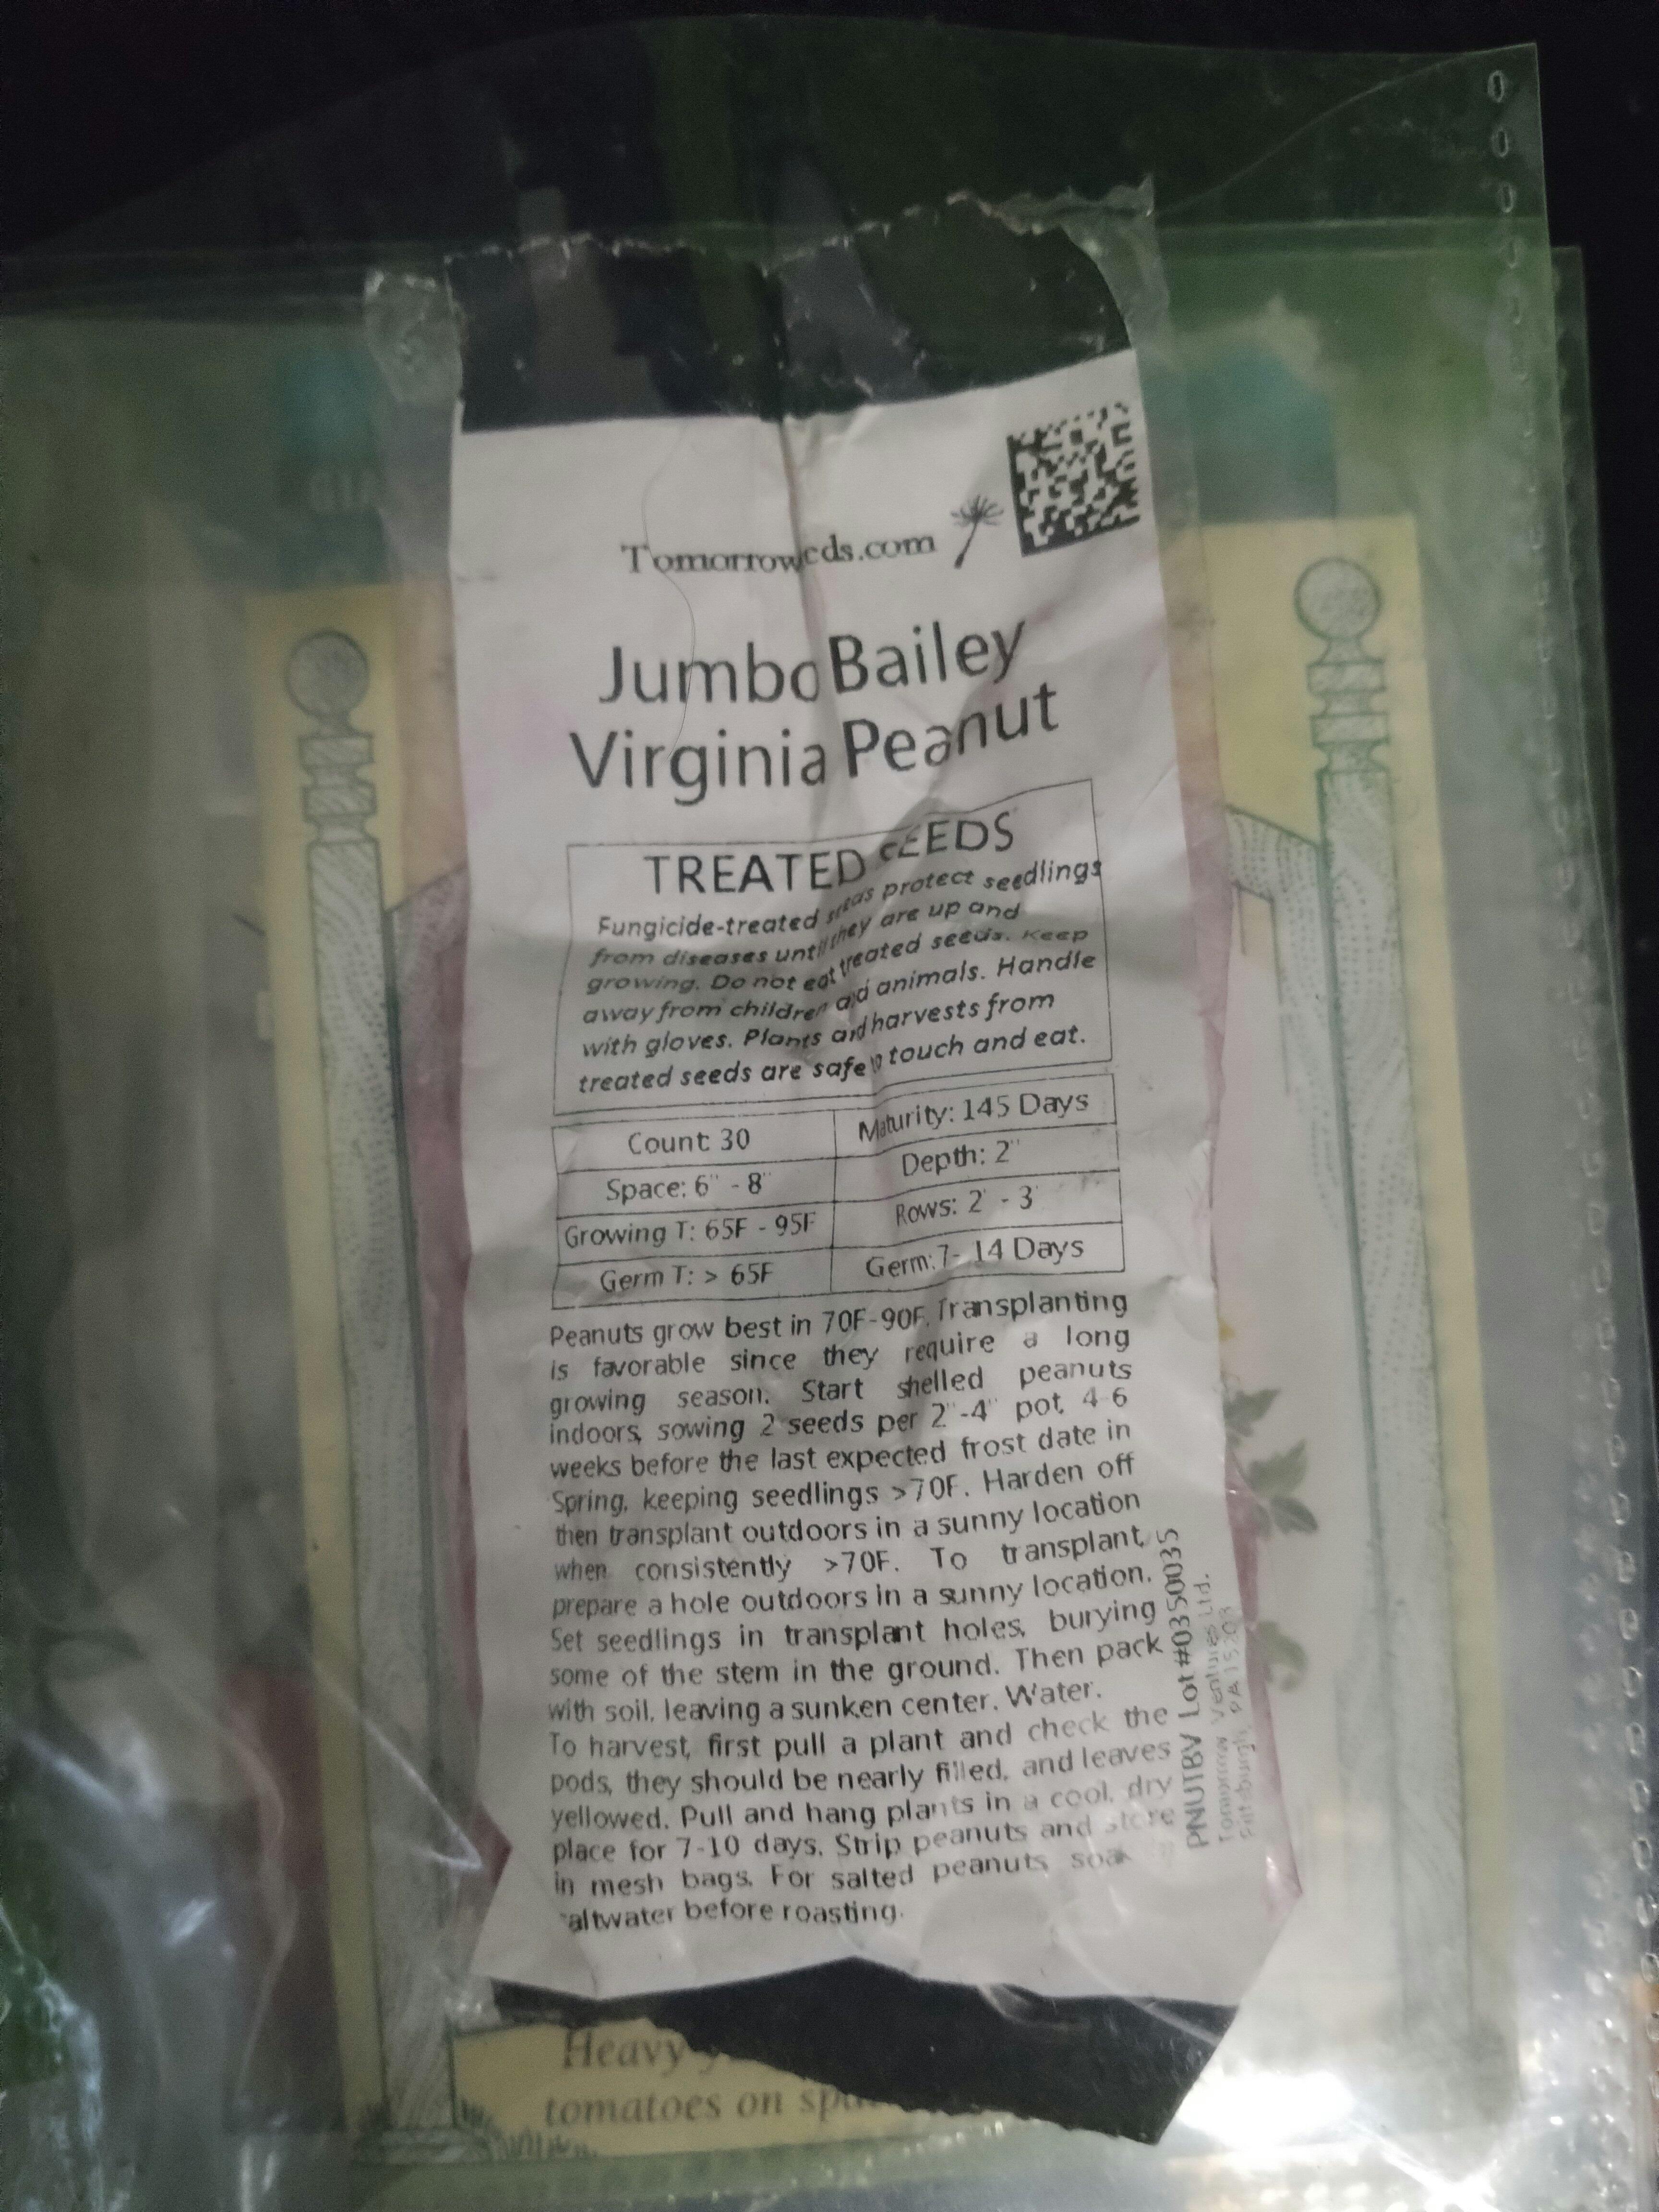 Tomorroweds.com
Jumbo Bailey
Virginia Peanut
TREATED SEEDS
Fungicide-treated seeds protect seedlings
from diseases until they are up and
growing. Do not eat treated seeds. Keep
away from children and animals. Handle
with gloves. Plants and harvests from
treated seeds are safe to touch and eat.
Count: 30
Maturity: 145 Days
Space: 6" - 8"
Depth: 2"
Growing T: 65F - 95F
Rows: 2' - 3'
Germ T: > 65F
Germ: 7- 14 Days
Peanuts grow best in 70F-90F. Transplanting
is favorable since they require a long
growing season. Start shelled peanuts
indoors, sowing 2 seeds per 2"-4" pot, 4-6
weeks before the last expected frost date in
Spring, keeping seedlings >70F. Harden off
then transplant outdoors in a sunny location
when consistently >70F. To transplant,
prepare a hole outdoors in a sunny location.
Set seedlings in transplant holes, burying
some of the stem in the ground. Then pack
with soil, leaving a sunken center. Water.
To harvest, first pull a plant and check the
pods, they should be nearly filled, and leaves
yellowed. Pull and hang plants in a cool, dry
place for 7-10 days. Strip peanuts and store
in mesh bags. For salted peanuts soak
saltwater before roasting.
PNUTBV Lot #0350035
Tomorrow Ventures Ltd.
Pittsburgh, PA 15203
Heavy
tomatoes on